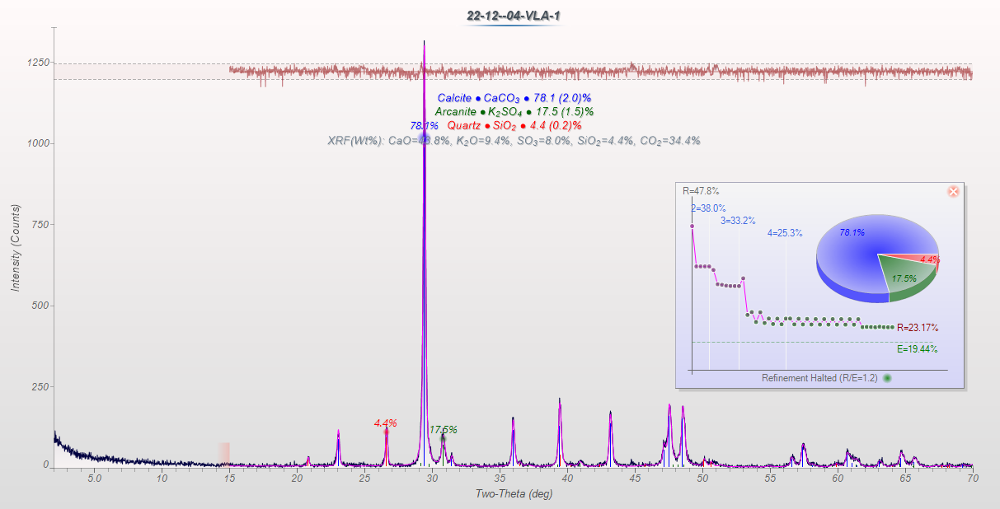 22-12--04-VLA-1
1250
1000
750
500
250
0
Intensity (Counts)
Calcite ● CaCO₃ ● 78.1 (2.0)%
Arcanite ● K₂SO₄ ● 17.5 (1.5)%
78.1% Quartz ● SiO₂ ● 4.4 (0.2)%
XRF(Wt%): K₂O=9.4%, SO₃=8.0%, SiO₂=4.4%, CO₂=34.4%
R=47.8%
2=38.0%
3=33.2%
4=25.3%
78.1%
4.4%
17.5%
R=23.17%
E=19.44%
Refinement Halted (R/E=1.2)
4.4%
17.5%
5.0 10 15 20 25 30 35 40 45 50 55 60 65 70
Two-Theta (deg)